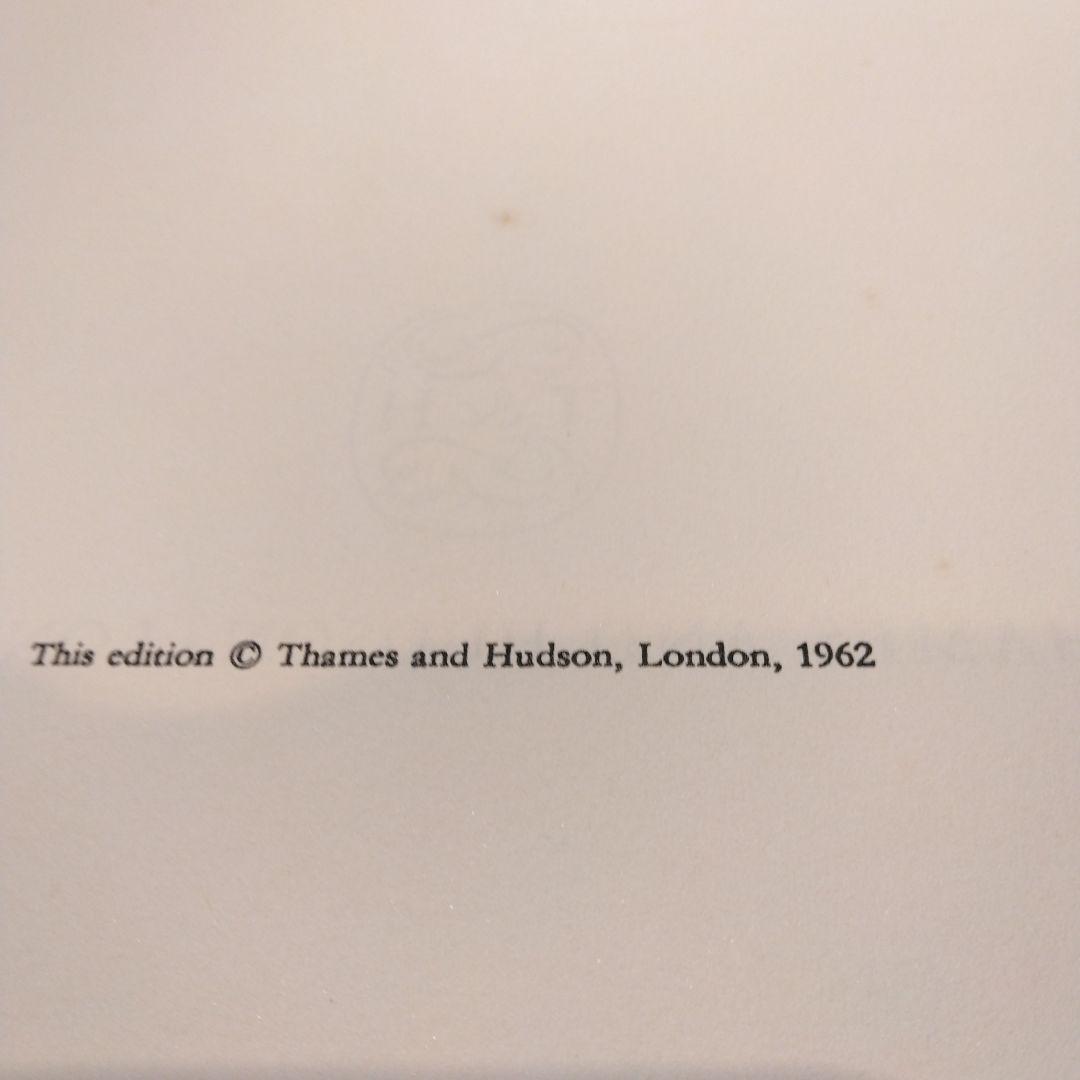 This edition © Thames and Hudson, London, 1962